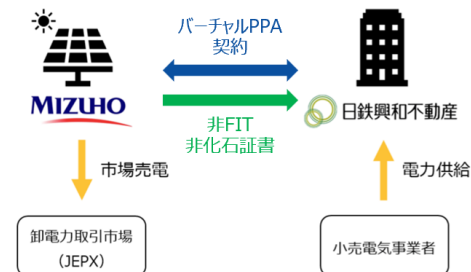 バーチャルPPA
契約
MIZUHO
日鉄興和不動産
非FIT
非化石証書
市場売電
電力供給
卸電力取引市場
（JEPX）
小売電気事業者